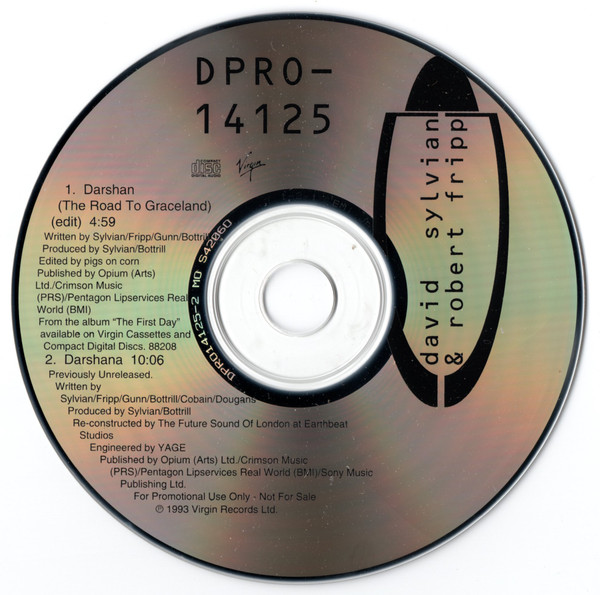 DPRO-
14125
COMPACT
disc
DIGITAL AUDIO
Virgin
david sylvian
& robert fripp
1. Darshan
(The Road To Graceland)
(edit) 4:59
Written by Sylvian/Fripp/Gunn/Bottrill
Produced by Sylvian/Bottrill
Edited by pigs on corn
Published by Opium (Arts)
Ltd./Crimson Music
(PRS)/Pentagon Lipservices Real
World (BMI)
From the album "The First Day"
available on Virgin Cassettes and
Compact Digital Discs. 88208
2. Darshana 10:06
Previously Unreleased.
Written by
Sylvian/Fripp/Gunn/Bottrill/Cobain/Dougans
Produced by Sylvian/Bottrill
Re-constructed by The Future Sound Of London at Earthbeat
Studios
Engineered by YAGE
Published by Opium (Arts) Ltd./Crimson Music
(PRS)/Pentagon Lipservices Real World (BMI)/Sony Music
Publishing Ltd.
For Promotional Use Only - Not For Sale
℗ 1993 Virgin Records Ltd.
DPRO14125-2 MO S4206O